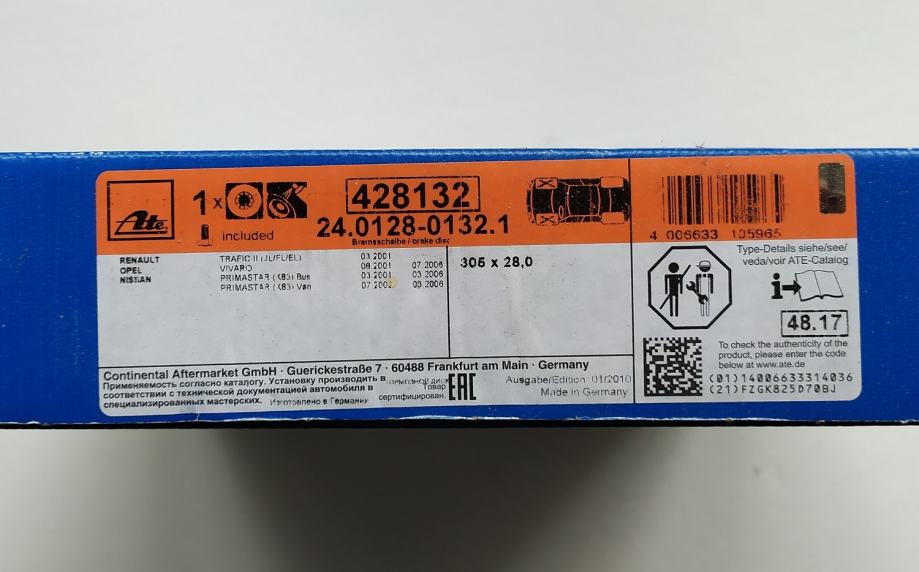 Ate
1 x
included
428132
24.0128-0132.1
Bremsscheibe / brake disc
4 006633 105965
RENAULT TRAFIC II (JL/FL/EL) 03.2001
OPEL VIVARO 08.2001 07.2006
NISSAN PRIMASTAR (X83) Bus 03.2001 03.2006
PRIMASTAR (X83) Van 07.2002 03.2006
305 x 28,0
Type-Details siehe/see/
veda/voir ATE-Catalog
i
48.17
To check the authenticity of the
product, please enter the code
below at www.ate.de
(01)14006633314036
(21)FZGK825D70BJ
Continental Aftermarket GmbH · Guerickestraße 7 · 60488 Frankfurt am Main · Germany
Применяемость согласно каталогу. Установку производить в
соответствии с технической документацией автомобиля в
специализированных мастерских. Изготовлено в Германии
тормозной диск
Товар
сертифицирован.
EAC
Ausgabe/Edition 01/2010
Made in Germany